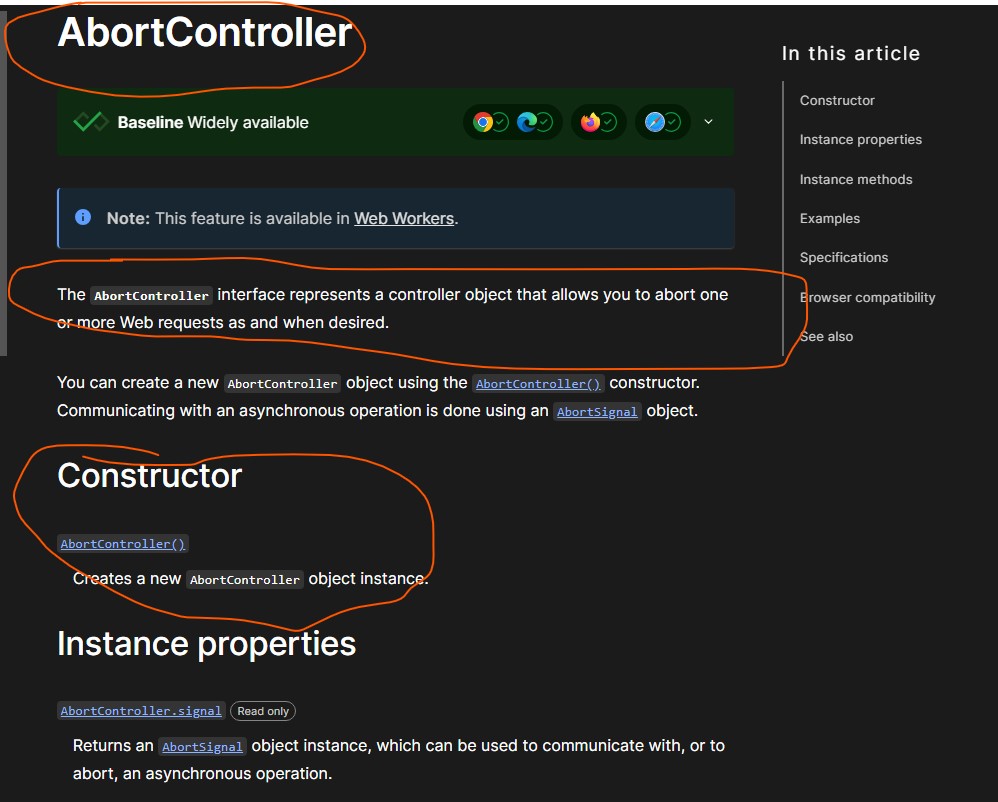 AbortController
In this article
Baseline Widely available
Constructor
Instance properties
Instance methods
Examples
Specifications
Browser compatibility
See also
Note: This feature is available in Web Workers.
The AbortController interface represents a controller object that allows you to abort one
or more Web requests as and when desired.
You can create a new AbortController object using the AbortController() constructor.
Communicating with an asynchronous operation is done using an AbortSignal object.
Constructor
AbortController()
Creates a new AbortController object instance.
Instance properties
AbortController.signal Read only
Returns an AbortSignal object instance, which can be used to communicate with, or to
abort, an asynchronous operation.